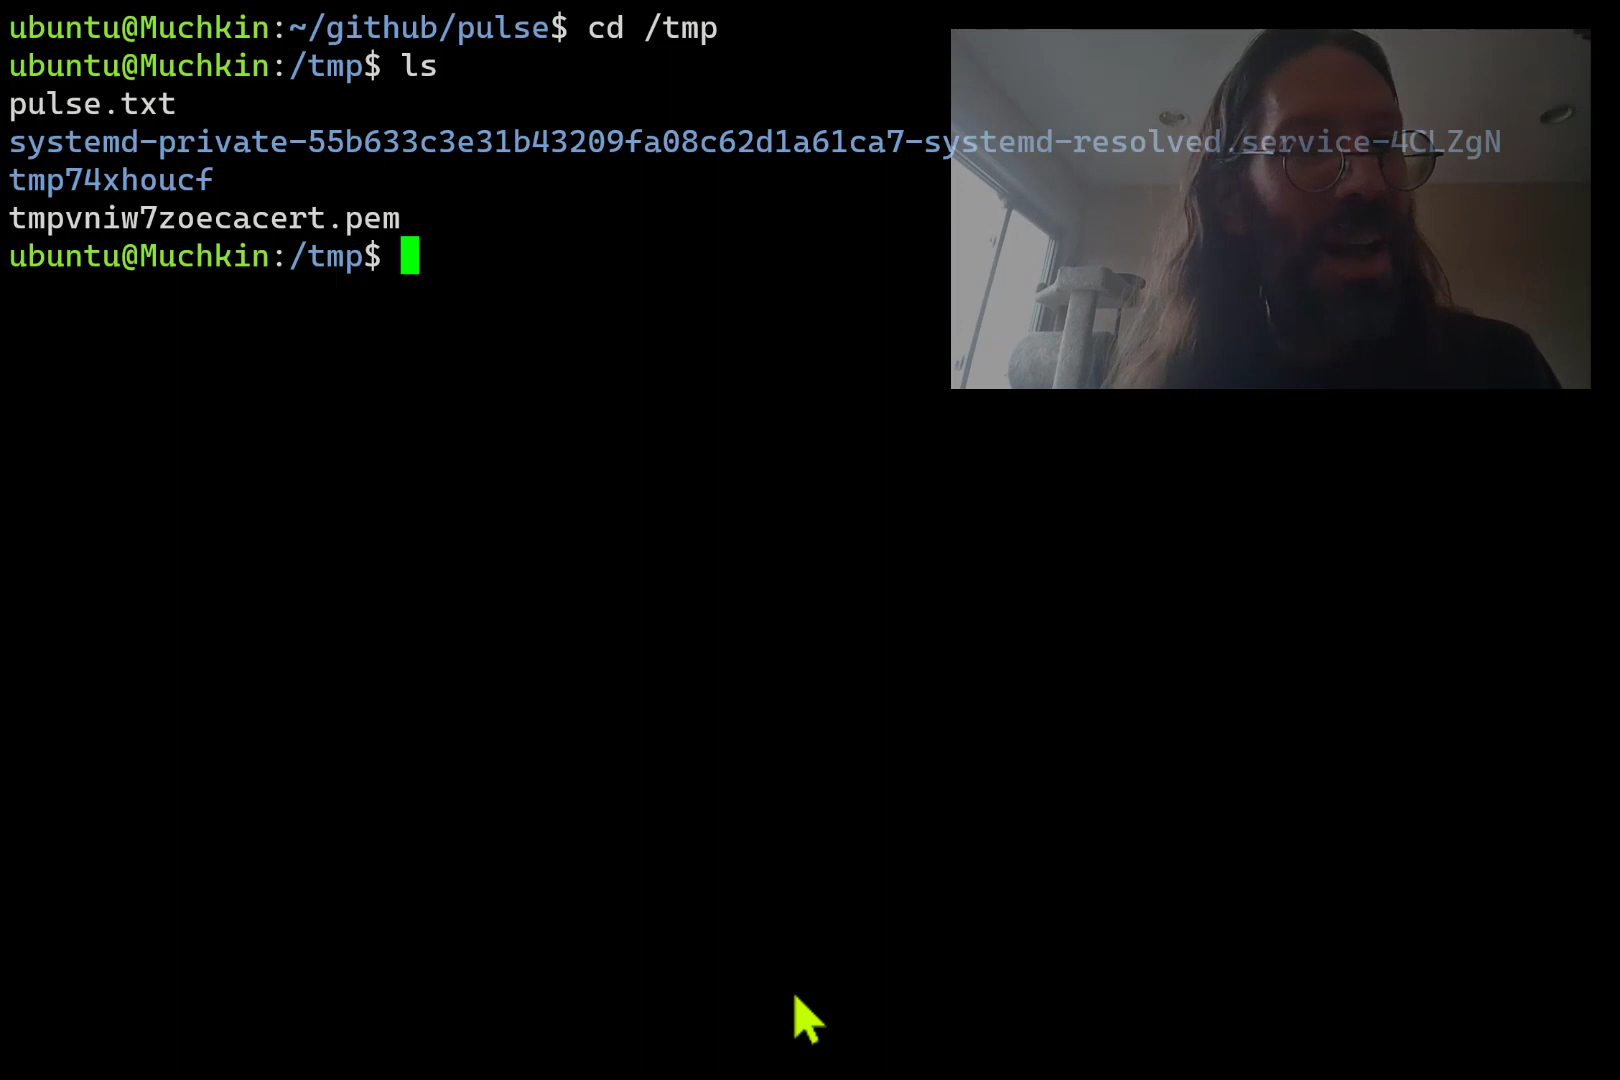 ubuntu@Muchkin:~/github/pulse$ cd /tmp
ubuntu@Muchkin:/tmp$ ls
pulse.txt
systemd-private-55b633c3e31b43209fa08c62d1a61ca7-systemd-resolved.service-4CLZgN
tmp74xhoucf
tmpvniw7zoecacert.pem
ubuntu@Muchkin:/tmp$